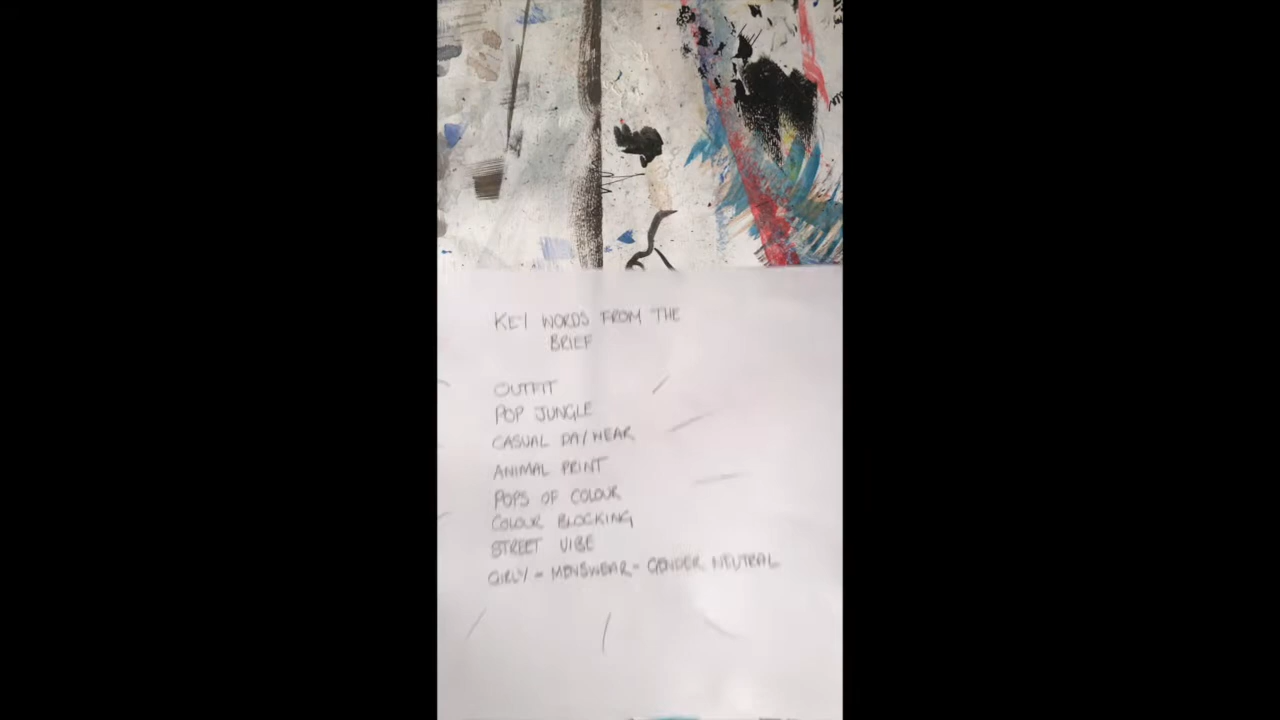 KEY WORDS FROM THE
BRIEF
OUTFIT
POP JUNGLE
CASUAL DAYWEAR
ANIMAL PRINT
POPS OF COLOUR
COLOUR BLOCKING
STREET VIBE
GIRLY - MENSWEAR - GENDER NEUTRAL